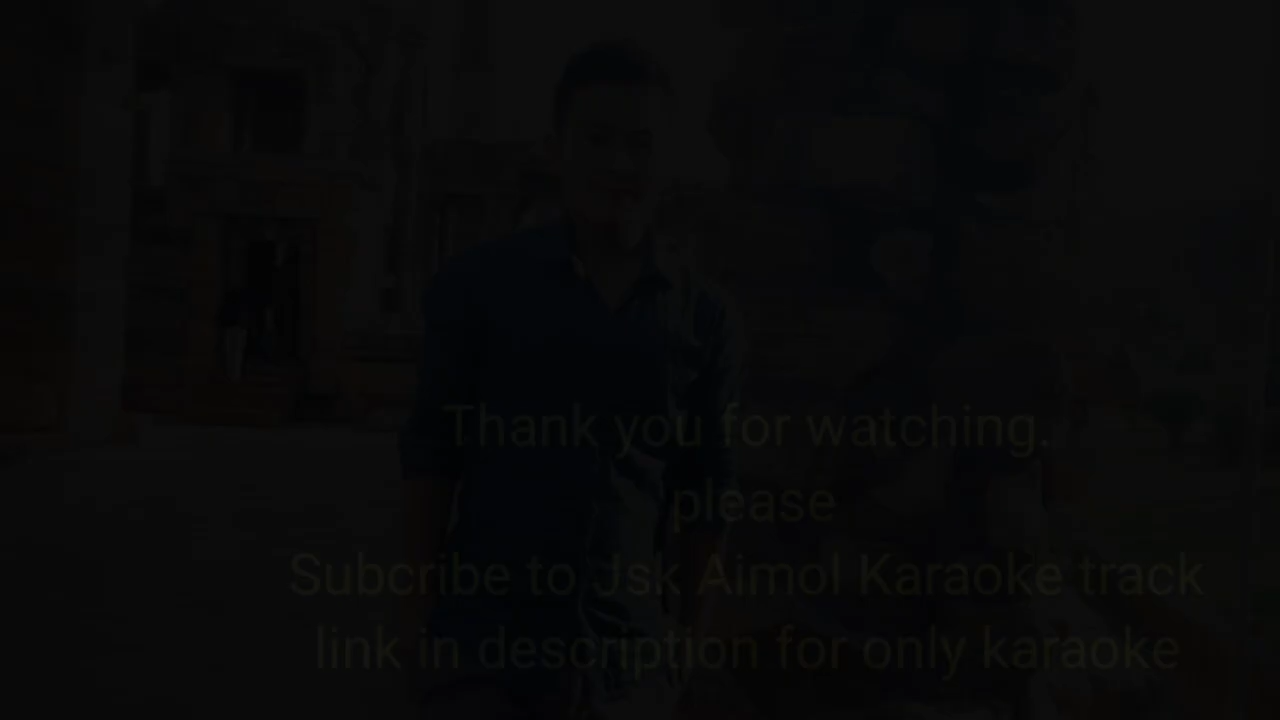 Thank you for watching.
please
Subcribe to Jsk Aimol Karaoke track
link in description for only karaoke